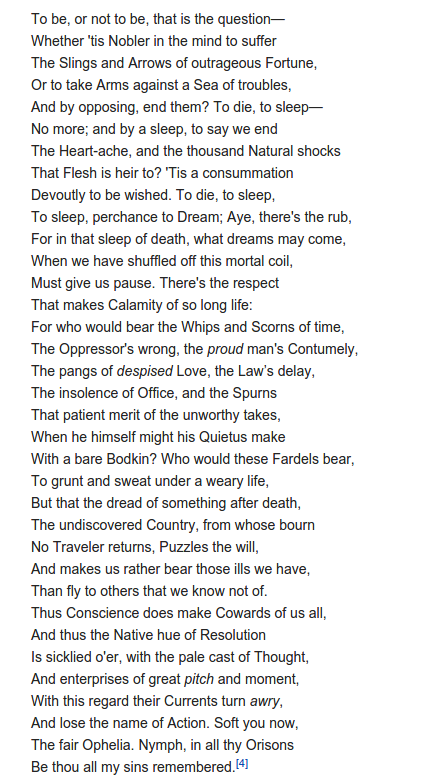 To be, or not to be, that is the question—
Whether 'tis Nobler in the mind to suffer
The Slings and Arrows of outrageous Fortune,
Or to take Arms against a Sea of troubles,
And by opposing, end them? To die, to sleep—
No more; and by a sleep, to say we end
The Heart-ache, and the thousand Natural shocks
That Flesh is heir to? 'Tis a consummation
Devoutly to be wished. To die, to sleep,
To sleep, perchance to Dream; Aye, there's the rub,
For in that sleep of death, what dreams may come,
When we have shuffled off this mortal coil,
Must give us pause. There's the respect
That makes Calamity of so long life:
For who would bear the Whips and Scorns of time,
The Oppressor's wrong, the proud man's Contumely,
The pangs of despised Love, the Law’s delay,
The insolence of Office, and the Spurns
That patient merit of the unworthy takes,
When he himself might his Quietus make
With a bare Bodkin? Who would these Fardels bear,
To grunt and sweat under a weary life,
But that the dread of something after death,
The undiscovered Country, from whose bourn
No Traveler returns, Puzzles the will,
And makes us rather bear those ills we have,
Than fly to others that we know not of.
Thus Conscience does make Cowards of us all,
And thus the Native hue of Resolution
Is sicklied o'er, with the pale cast of Thought,
And enterprises of great pitch and moment,
With this regard their Currents turn awry,
And lose the name of Action. Soft you now,
The fair Ophelia. Nymph, in all thy Orisons
Be thou all my sins remembered.[4]